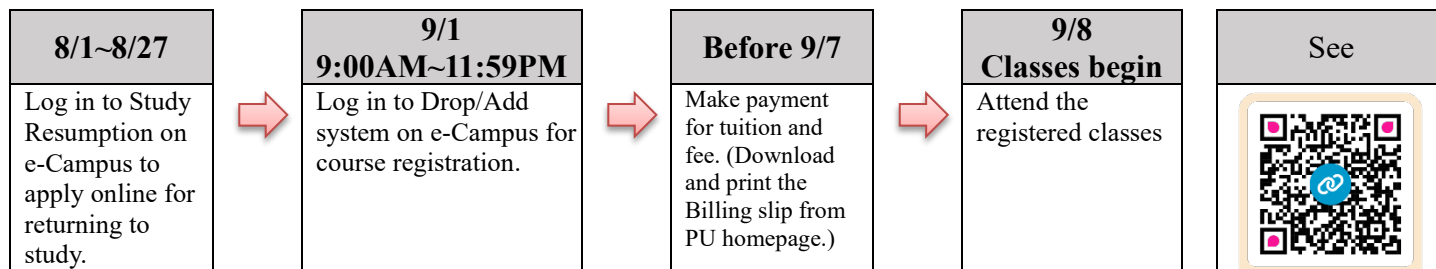 8/1~8/27
Log in to Study
Resumption on
e-Campus to
apply online for
returning to
study.
9/1
9:00AM~11:59PM
Log in to Drop/Add
system on e-Campus for
course registration.
Before 9/7
Make payment
for tuition and
fee. (Download
and print the
Billing slip from
PU homepage.)
9/8
Classes begin
Attend the
registered classes
See